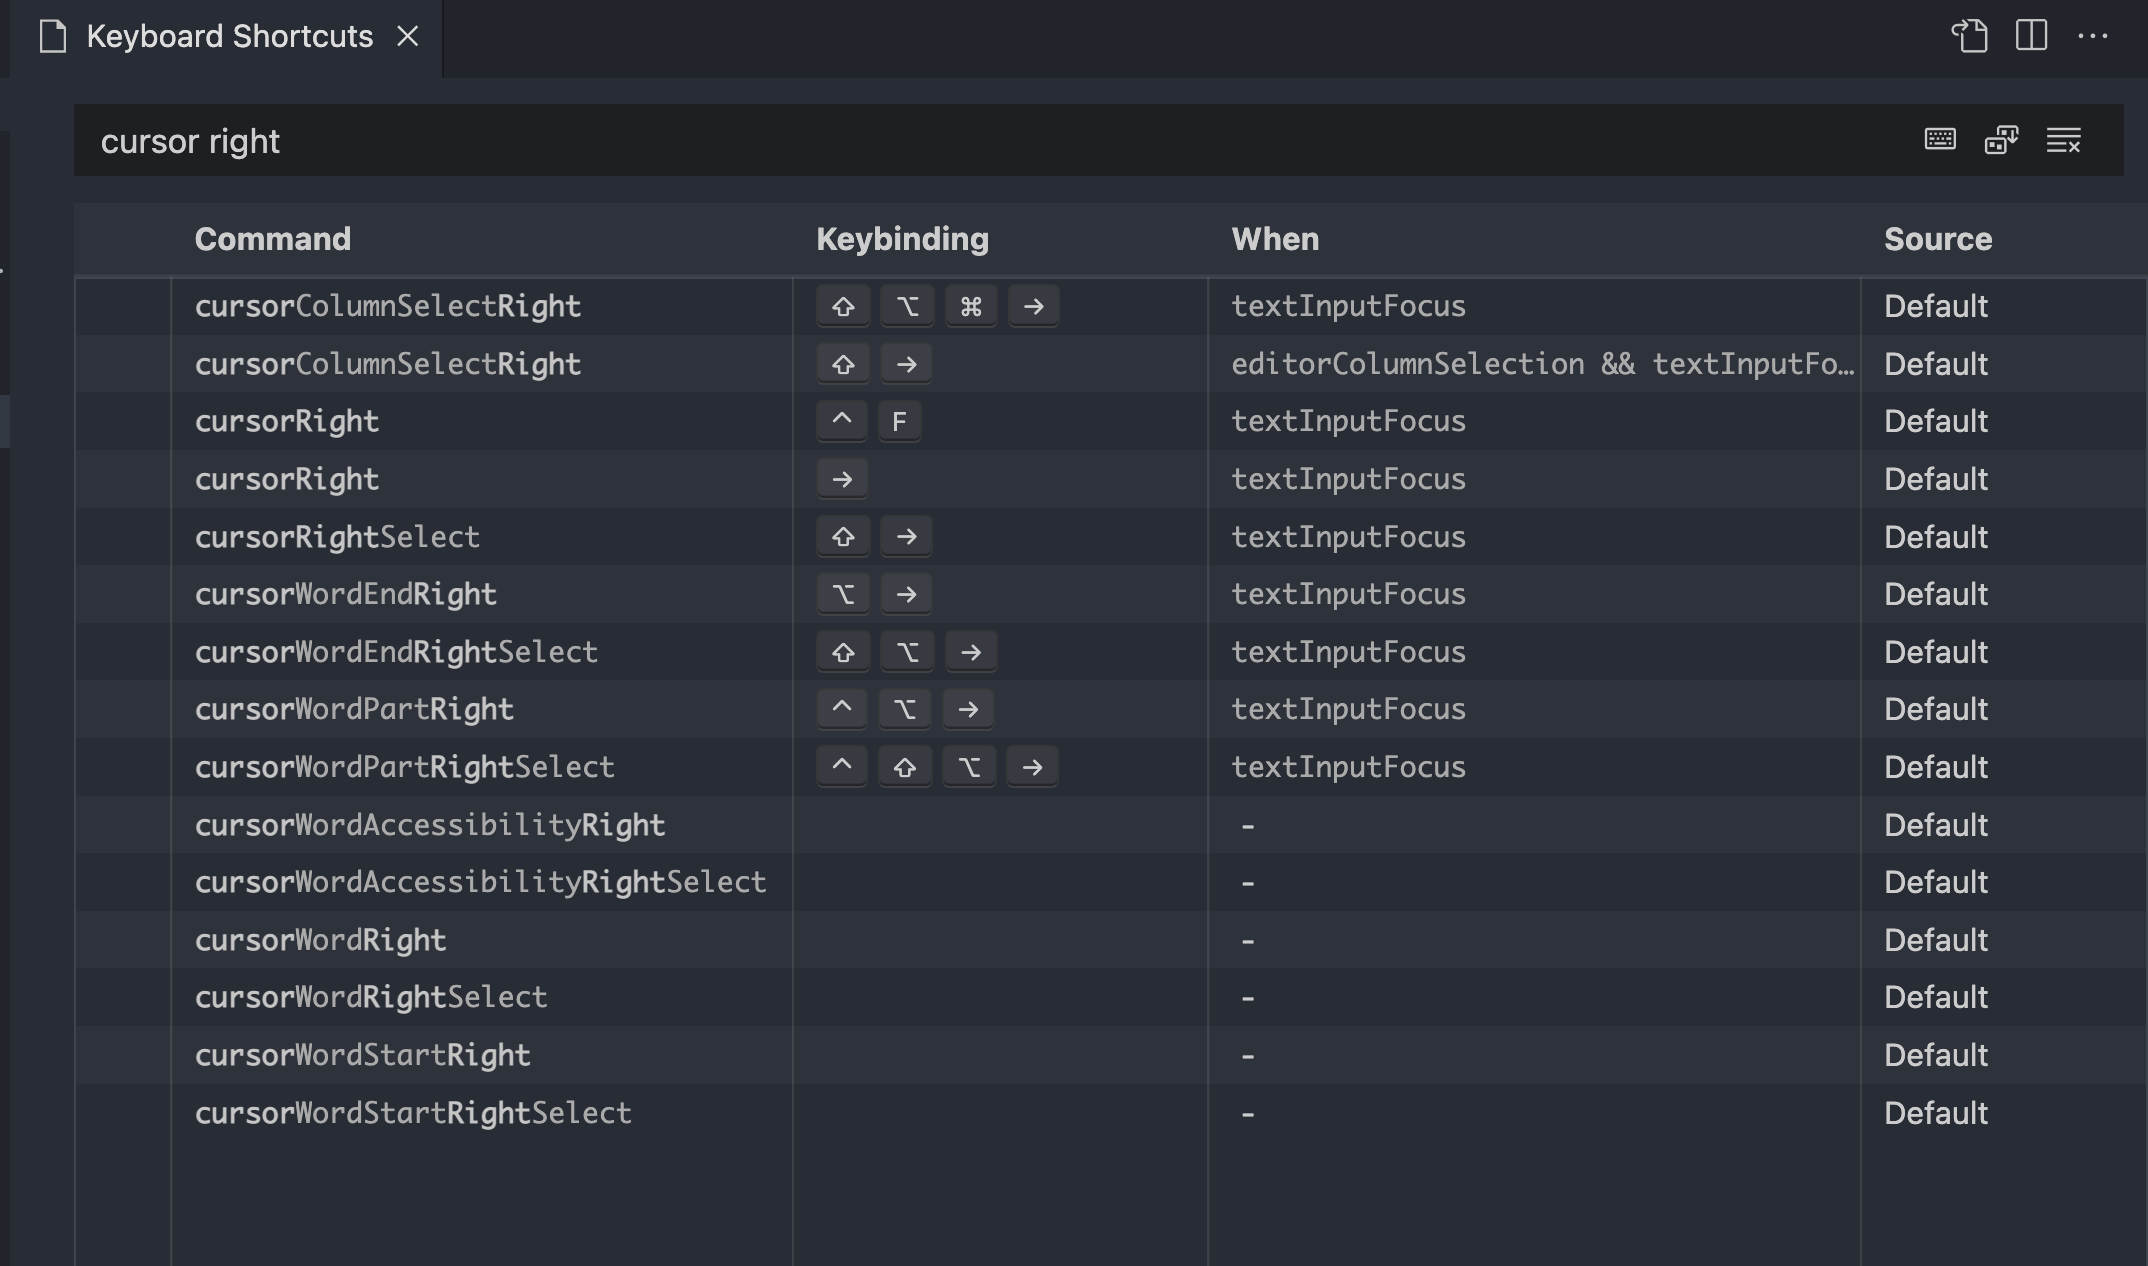 Keyboard Shortcuts
cursor right
Command Keybinding When Source
cursorColumnSelectRight ⇧ ⌥ ⌘ → textInputFocus Default
cursorColumnSelectRight ⇧ → editorColumnSelection && textInputFo… Default
cursorRight ^ F textInputFocus Default
cursorRight → textInputFocus Default
cursorRightSelect ⇧ → textInputFocus Default
cursorWordEndRight ⌥ → textInputFocus Default
cursorWordEndRightSelect ⇧ ⌥ → textInputFocus Default
cursorWordPartRight ^ ⌥ → textInputFocus Default
cursorWordPartRightSelect ^ ⇧ ⌥ → textInputFocus Default
cursorWordAccessibilityRight - Default
cursorWordAccessibilityRightSelect - Default
cursorWordRight - Default
cursorWordRightSelect - Default
cursorWordStartRight - Default
cursorWordStartRightSelect - Default